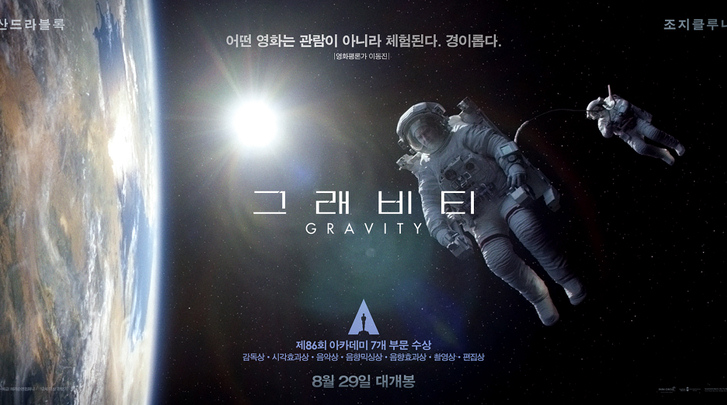 산드라블록
조지클루니
어떤 영화는 관람이 아니라 체험된다. 경이롭다.
|영화평론가 이동진|
그래비티
GRAVITY
제86회 아카데미 7개 부문 수상
감독상 • 시각효과상 • 음악상 • 음향믹싱상 • 음향효과상 • 촬영상 • 편집상
8월 29일 대개봉